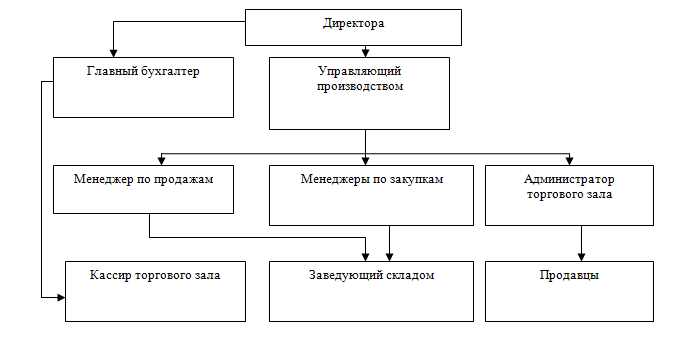 Директора
Главный бухгалтер
Управляющий
производством
Менеджер по продажам
Менеджеры по закупкам
Администратор
торгового зала
Кассир торгового зала
Заведующий складом
Продавцы